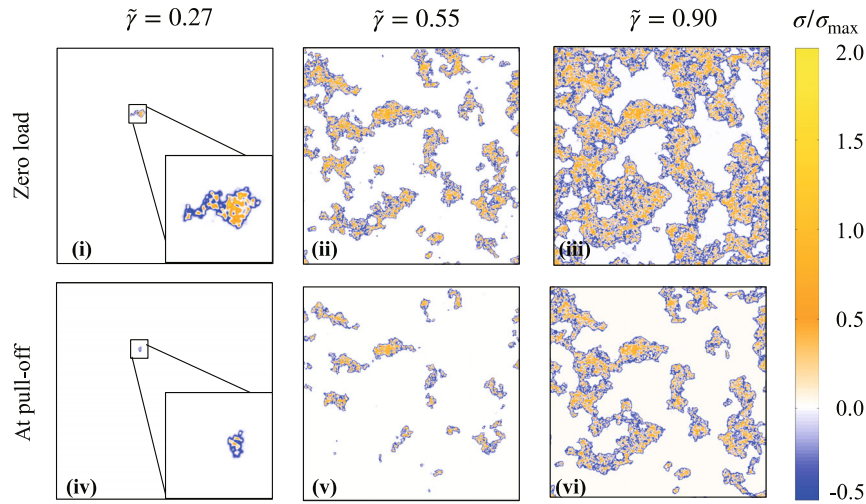 γ̃ = 0.27
γ̃ = 0.55
γ̃ = 0.90
σ/σmax
Zero load
(i)
(ii)
(iii)
At pull-off
(iv)
(v)
(vi)
2.0
1.5
1.0
0.5
0.0
-0.5